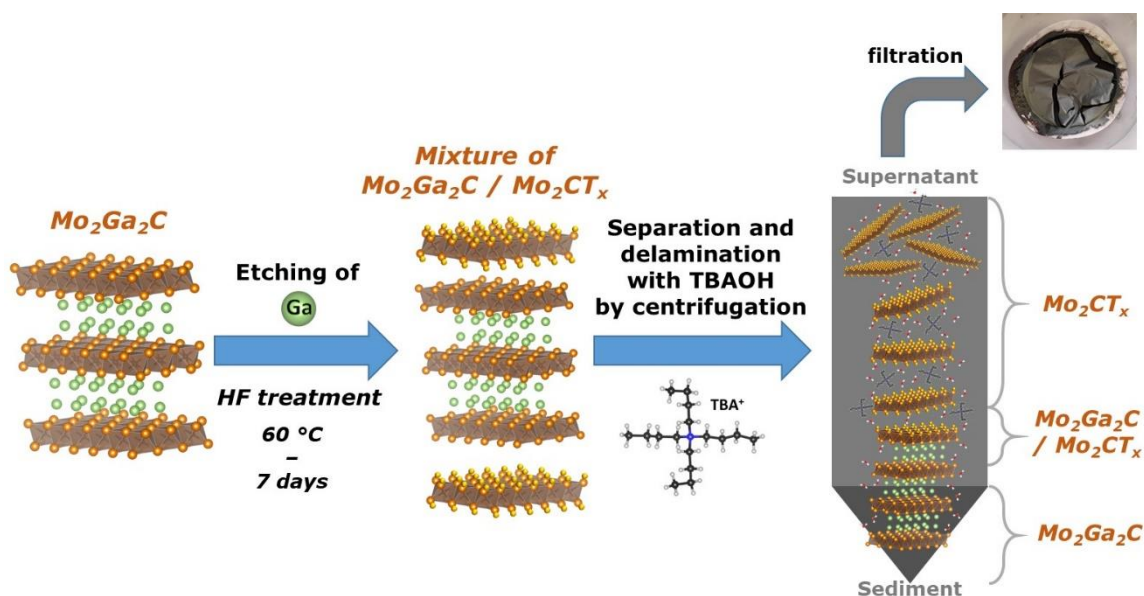 Mo₂Ga₂C
Etching of
Ga
HF treatment
60 °C
–
7 days
Mixture of
Mo₂Ga₂C / Mo₂CTₓ
Separation and
delamination
with TBAOH
by centrifugation
TBA⁺
filtration
Supernatant
Mo₂CTₓ
Mo₂Ga₂C
/ Mo₂CTₓ
Mo₂Ga₂C
Sediment